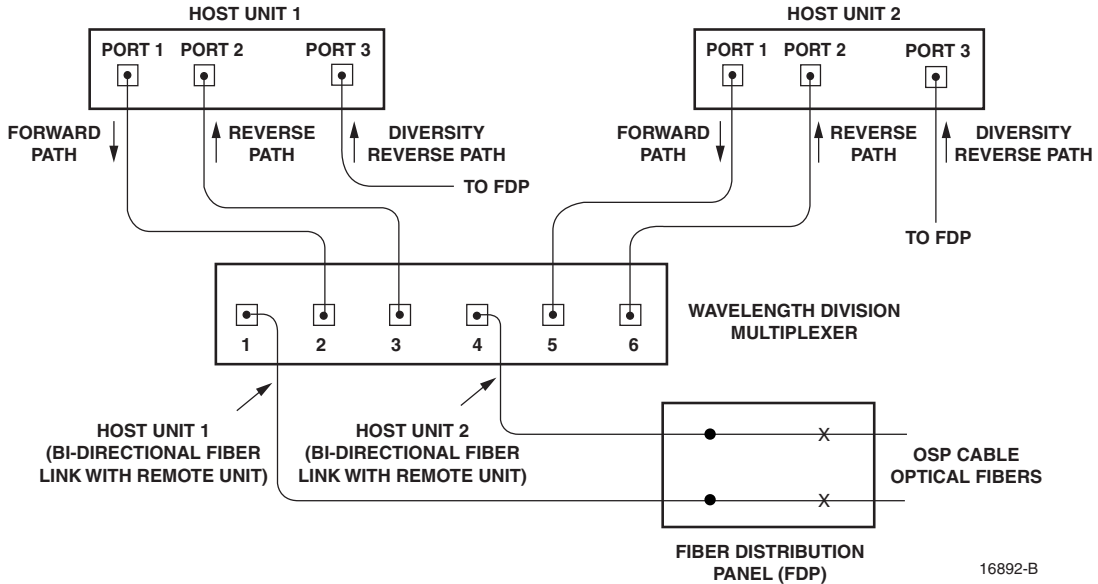 HOST UNIT 1
HOST UNIT 2
PORT 1
PORT 2
PORT 3
PORT 1
PORT 2
PORT 3
FORWARD
PATH
REVERSE
PATH
DIVERSITY
REVERSE PATH
FORWARD
PATH
REVERSE
PATH
DIVERSITY
REVERSE PATH
TO FDP
TO FDP
WAVELENGTH DIVISION
MULTIPLEXER
1
2
3
4
5
6
HOST UNIT 1
(BI-DIRECTIONAL FIBER
LINK WITH REMOTE UNIT)
HOST UNIT 2
(BI-DIRECTIONAL FIBER
LINK WITH REMOTE UNIT)
X
X
OSP CABLE
OPTICAL FIBERS
FIBER DISTRIBUTION
PANEL (FDP)
16892-B